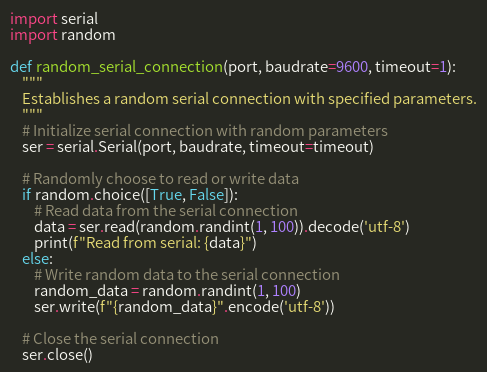 import serial
import random

def random_serial_connection(port, baudrate=9600, timeout=1):
    """
    Establishes a random serial connection with specified parameters.
    """
    # Initialize serial connection with random parameters
    ser = serial.Serial(port, baudrate, timeout=timeout)

    # Randomly choose to read or write data
    if random.choice([True, False]):
        # Read data from the serial connection
        data = ser.read(random.randint(1, 100)).decode('utf-8')
        print(f"Read from serial: {data}")
    else:
        # Write random data to the serial connection
        random_data = random.randint(1, 100)
        ser.write(f"{random_data}".encode('utf-8'))

    # Close the serial connection
    ser.close()